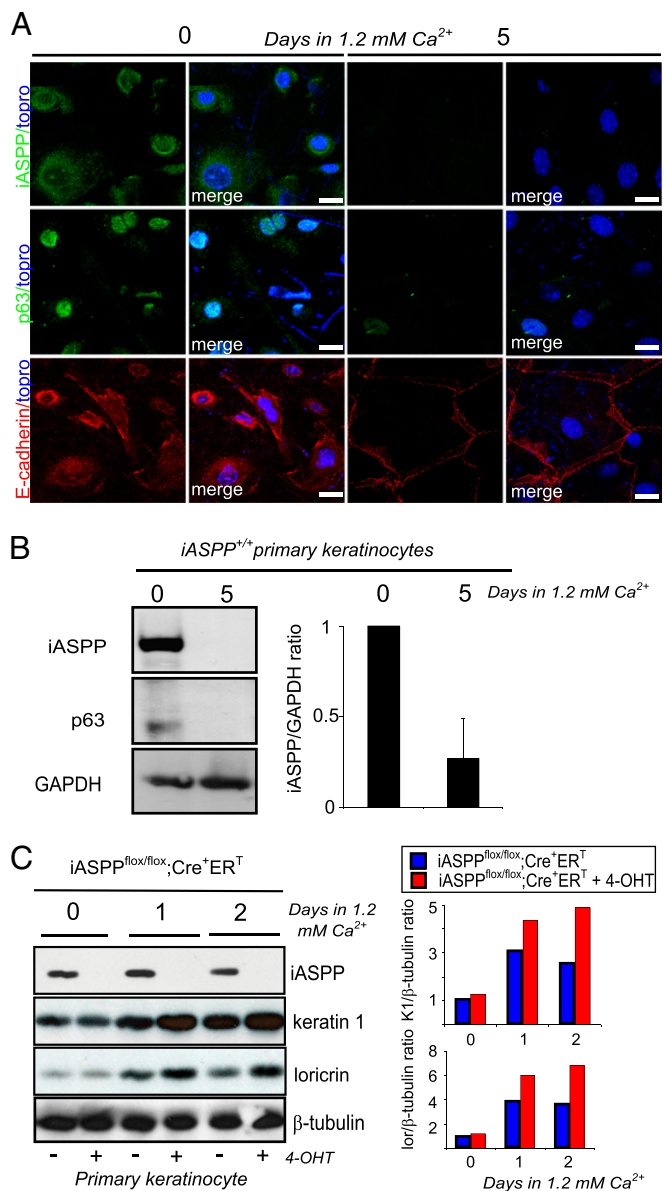 A
0 Days in 1.2 mM Ca²⁺ 5
iASPP/topro
merge
merge
p63/topro
merge
merge
E-cadherin/topro
merge
merge
B
iASPP⁺/⁺primary keratinocytes
0 5
iASPP
p63
GAPDH
0 5 Days in 1.2 mM Ca²⁺
iASPP/GAPDH ratio
1
0.5
0
C
iASPPflox/flox;Cre⁺ERᵀ
0 1 2 Days in 1.2
mM Ca²⁺
iASPP
keratin 1
loricrin
β-tubulin
- + - + - + 4-OHT
Primary keratinocyte
iASPPflox/flox;Cre⁺ERᵀ
iASPPflox/flox;Cre⁺ERᵀ + 4-OHT
K1/β-tubulin ratio
5
3
1
0 1 2
lor/β-tubulin ratio
8
6
4
2
0 1 2
Days in 1.2 mM Ca²⁺